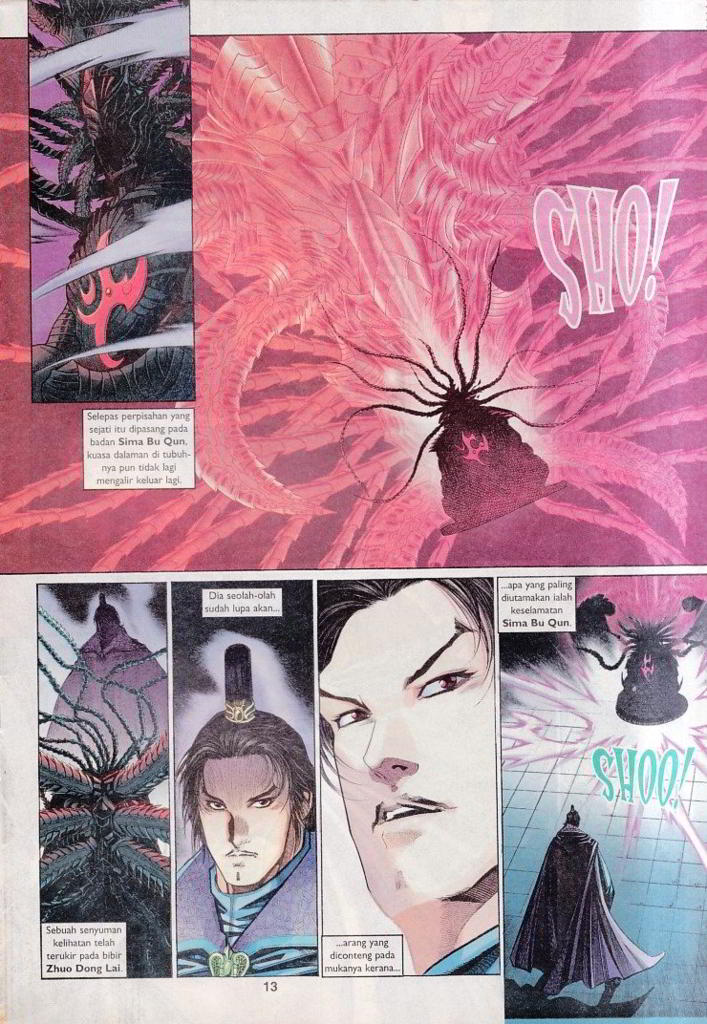 SHO!
Selepas perpisahan yang
sejati itu dipasang pada
badan Sima Bu Qun,
kuasa dalaman di tubuh-
nya pun tidak lagi
mengalir keluar lagi.
Sebuah senyuman
kelihatan telah
terukir pada bibir
Zhuo Dong Lai.
Dia seolah-olah
sudah lupa akan...
...arang yang
diconteng pada
mukanya kerana...
...apa yang paling
diutamakan ialah
keselamatan
Sima Bu Qun.
SHOO!
13